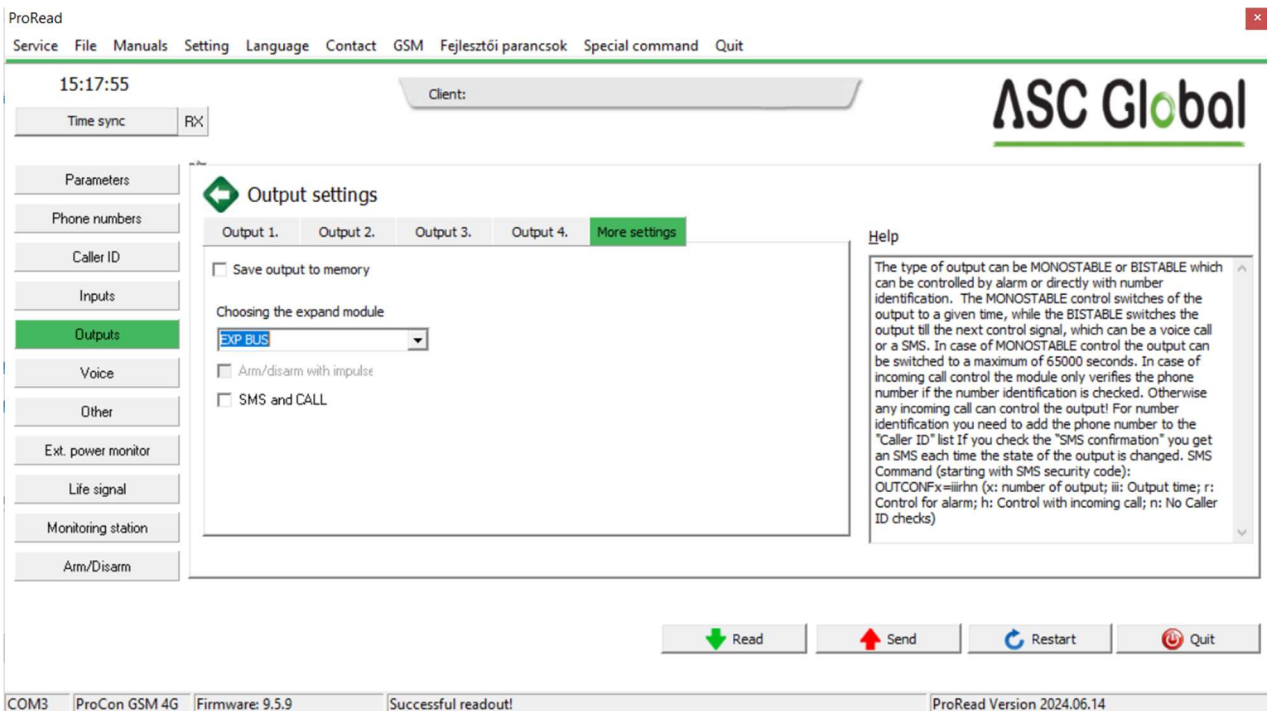 ProRead
Service File Manuals Setting Language Contact GSM Fejlesztői parancsok Special command Quit
15:17:55
Client:
ASC Global
Time sync RX
Parameters
Phone numbers
Caller ID
Inputs
Outputs
Voice
Other
Ext. power monitor
Life signal
Monitoring station
Arm/Disarm
Output settings
Output 1. Output 2. Output 3. Output 4. More settings
Save output to memory
Choosing the expand module
EXP BUS
Arm/disarm with impulse
SMS and CALL
Help
The type of output can be MONOSTABLE or BISTABLE which
can be controlled by alarm or directly with number
identification. The MONOSTABLE control switches of the
output to a given time, while the BISTABLE switches the
output till the next control signal, which can be a voice call
or a SMS. In case of MONOSTABLE control the output can
be switched to a maximum of 65000 seconds. In case of
incoming call control the module only verifies the phone
number if the number identification is checked. Otherwise
any incoming call can control the output! For number
identification you need to add the phone number to the
"Caller ID" list If you check the "SMS confirmation" you get
an SMS each time the state of the output is changed. SMS
Command (starting with SMS security code):
OUTCONFx=iiirhn (x: number of output; iii: Output time; r:
Control for alarm; h: Control with incoming call; n: No Caller
ID checks)
Read Send Restart Quit
COM3 ProCon GSM 4G Firmware: 9.5.9 Successful readout! ProRead Version 2024.06.14